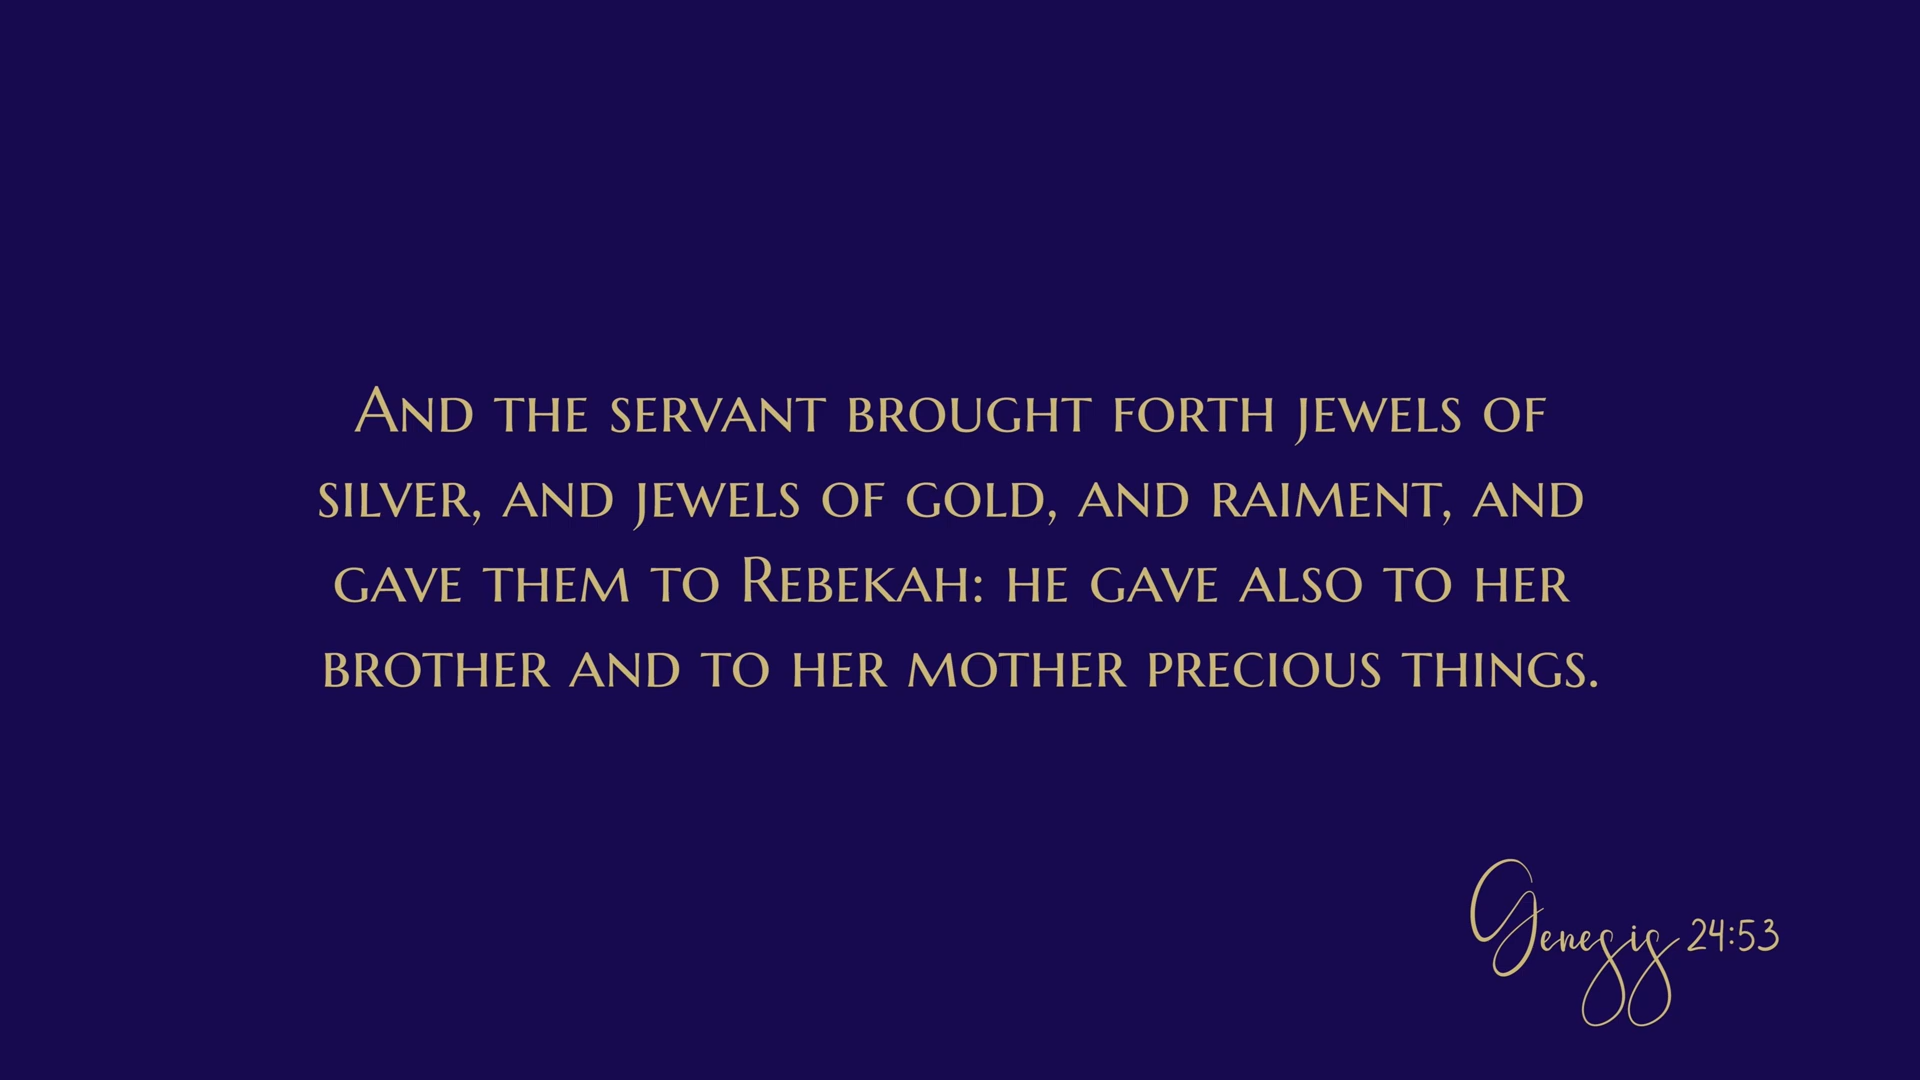 And the servant brought forth jewels of
silver, and jewels of gold, and raiment, and
gave them to Rebekah: he gave also to her
brother and to her mother precious things.
Genesis 24:53